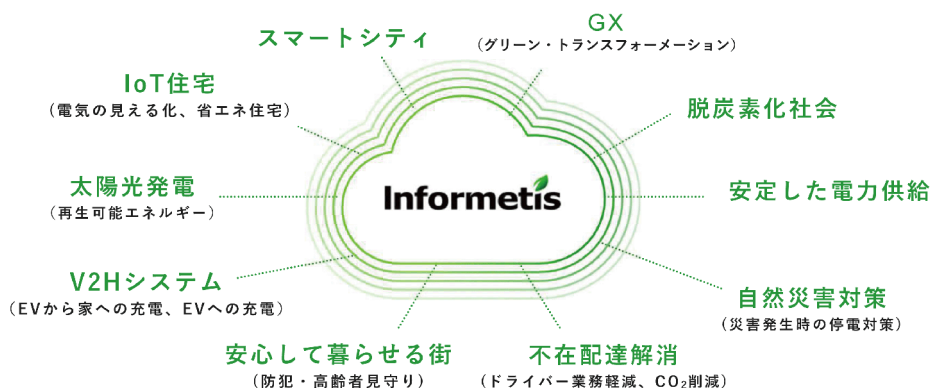 スマートシティ
GX
(グリーン・トランスフォーメーション)
IoT住宅
(電気の見える化、省エネ住宅)
脱炭素化社会
太陽光発電
(再生可能エネルギー)
Informetis
安定した電力供給
V2Hシステム
(EVから家への充電、EVへの充電)
自然災害対策
(災害発生時の停電対策)
安心して暮らせる街
(防犯・高齢者見守り)
不在配達解消
(ドライバー業務軽減、CO₂削減)